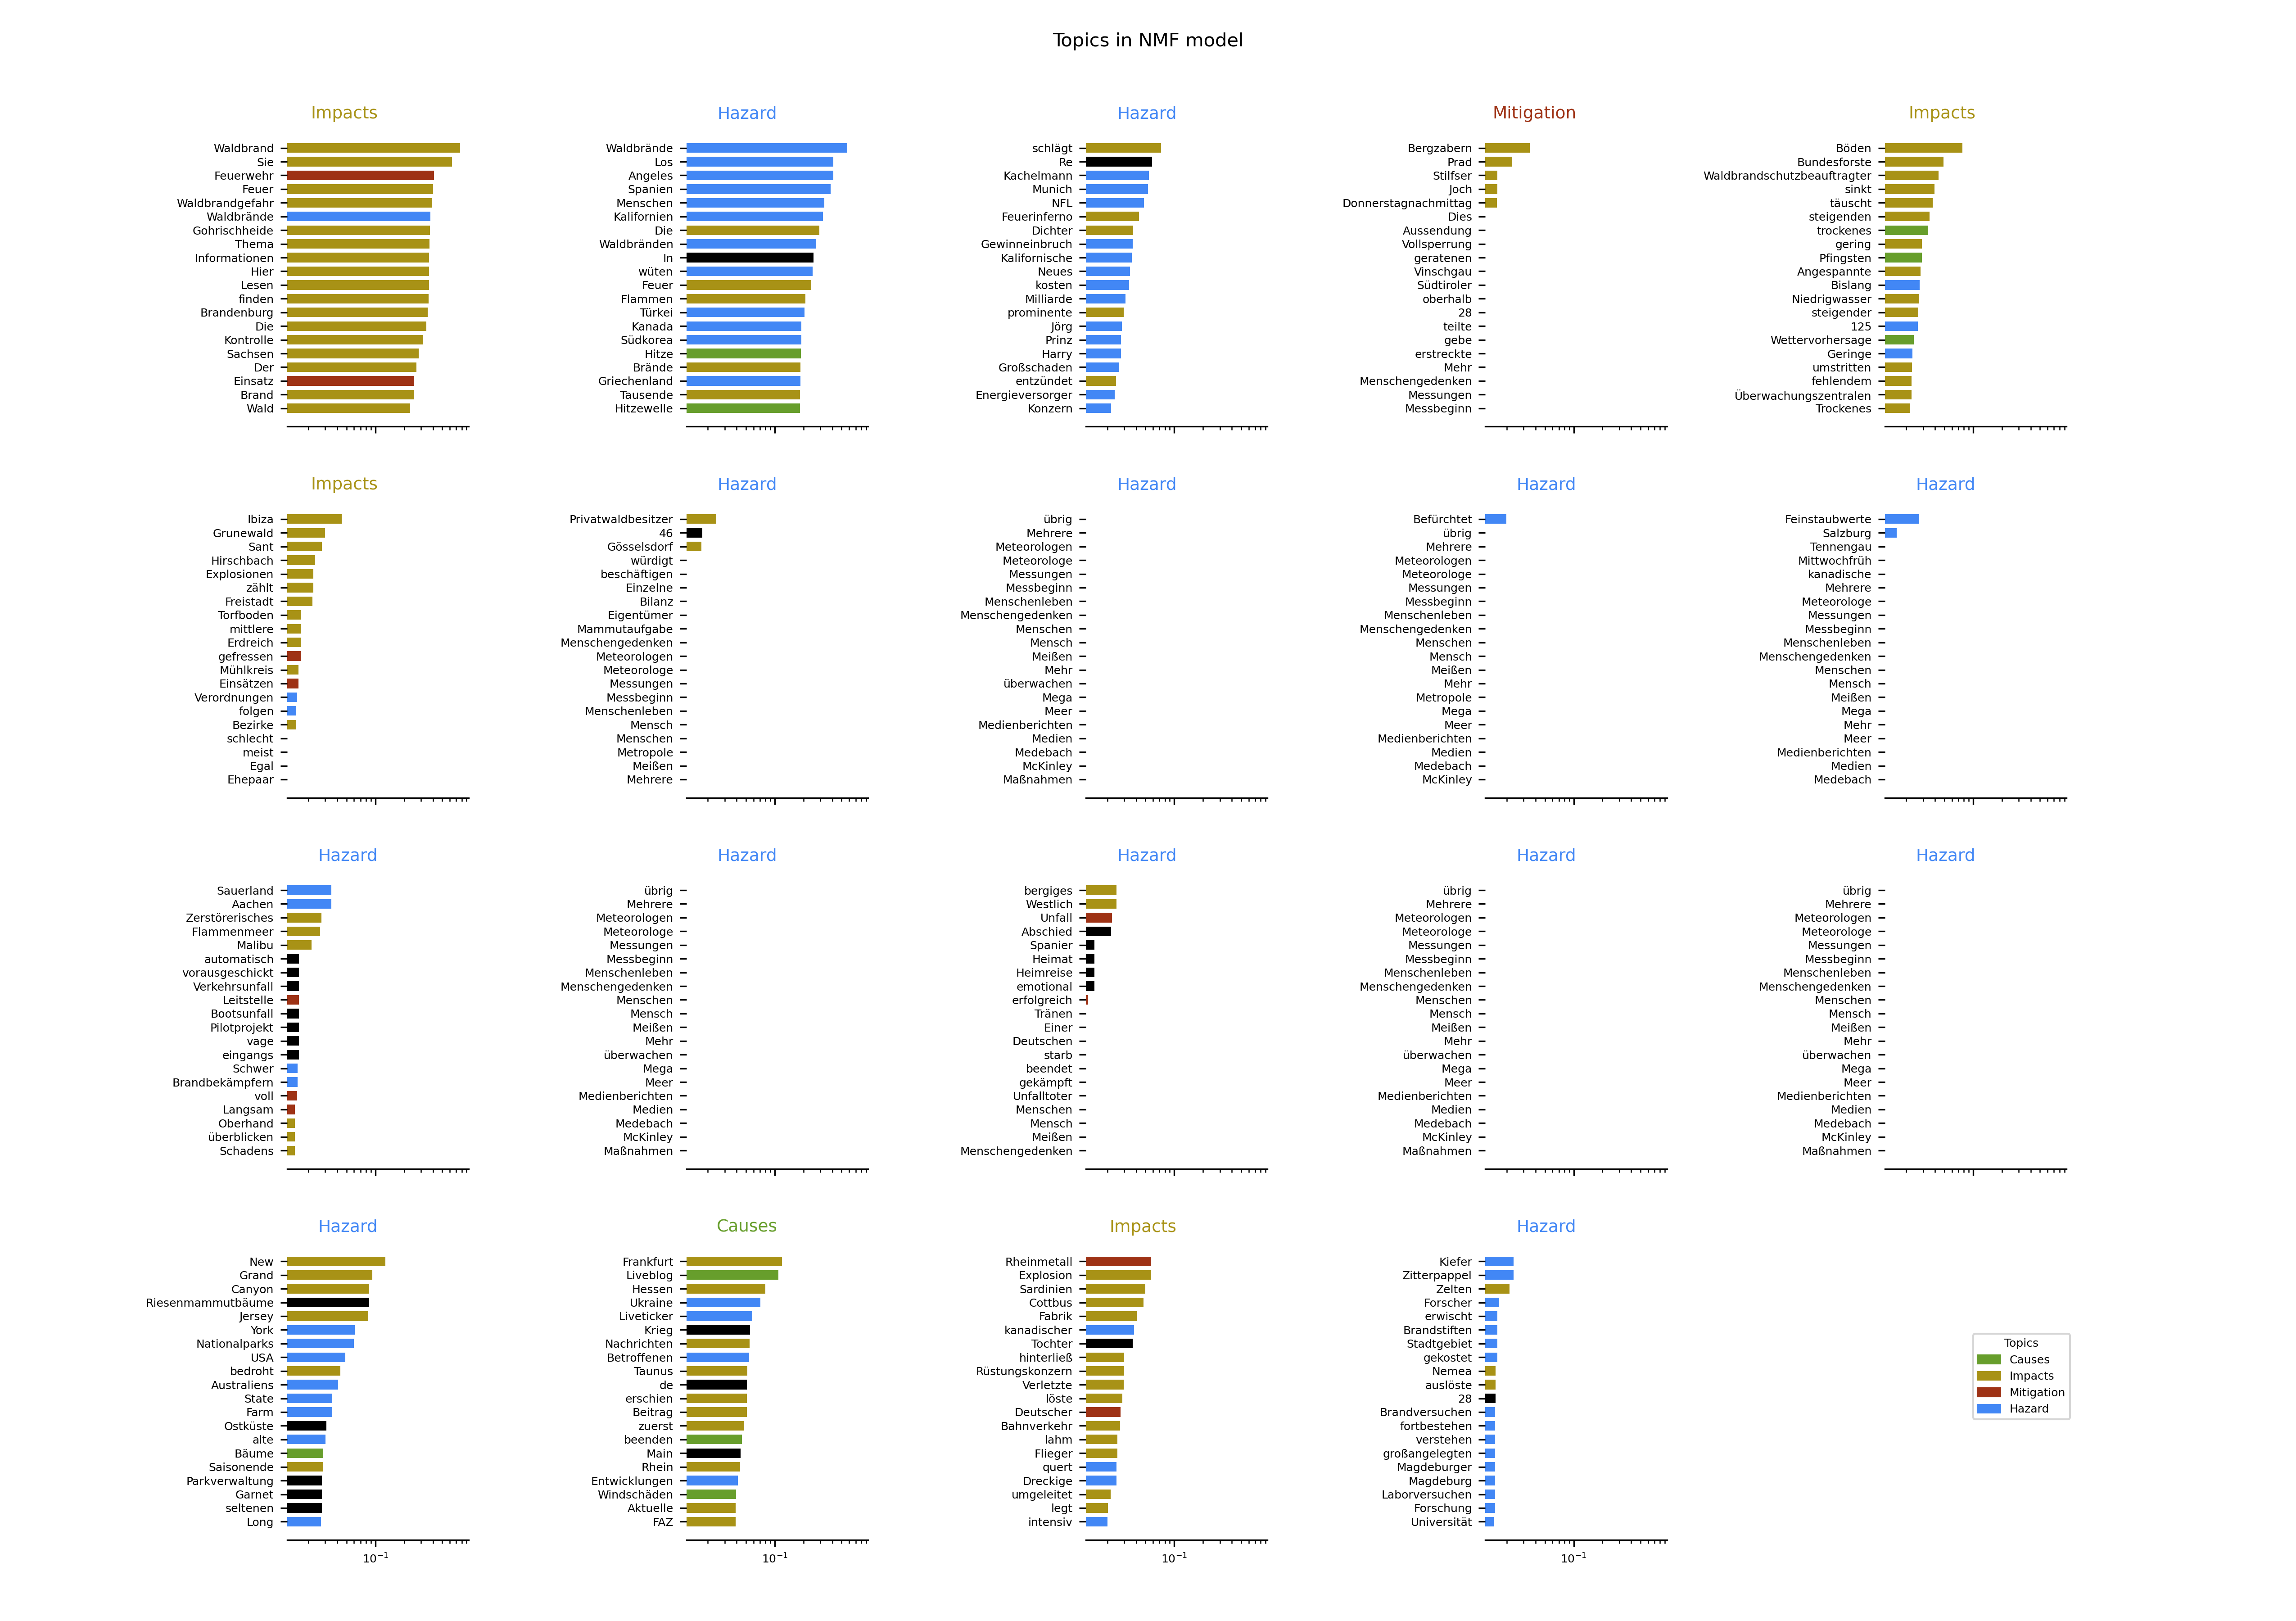 Topics in NMF model
Impacts
Waldbrand
Sie
Feuerwehr
Feuer
Waldbrandgefahr
Waldbrände
Gohrischheide
Thema
Informationen
Hier
Lesen
finden
Brandenburg
Die
Kontrolle
Sachsen
Der
Einsatz
Brand
Wald
Hazard
Waldbrände
Los
Angeles
Spanien
Menschen
Kalifornien
Die
Waldbränden
In
wüten
Feuer
Flammen
Türkei
Kanada
Südkorea
Hitze
Brände
Griechenland
Tausende
Hitzewelle
Hazard
schlägt
Re
Kachelmann
Munich
NFL
Feuerinferno
Dichter
Gewinneinbruch
Kalifornische
Neues
kosten
Milliarde
prominente
Jörg
Prinz
Harry
Großschaden
entzündet
Energieversorger
Konzern
Mitigation
Bergzabern
Prad
Stilfser
Joch
Donnerstagnachmittag
Dies
Aussendung
Vollsperrung
geratenen
Vinschgau
Südtiroler
oberhalb
28
teilte
gebe
erstreckte
Mehr
Menschengedenken
Messungen
Messbeginn
Impacts
Böden
Bundesforste
Waldbrandschutzbeauftragter
sinkt
täuscht
steigenden
trockenes
gering
Pfingsten
Angespannte
Bislang
Niedrigwasser
steigender
125
Wettervorhersage
Geringe
umstritten
fehlendem
Überwachungszentralen
Trockenes
Impacts
Ibiza
Grunewald
Sant
Hirschbach
Explosionen
zählt
Freistadt
Torfboden
mittlere
Erdreich
gefressen
Mühlkreis
Einsätzen
Verordnungen
folgen
Bezirke
schlecht
meist
Egal
Ehepaar
Hazard
Privatwaldbesitzer
46
Gösselsdorf
würdigt
beschäftigen
Einzelne
Bilanz
Eigentümer
Mammutaufgabe
Menschengedenken
Meteorologen
Meteorologe
Messungen
Messbeginn
Menschenleben
Mensch
Menschen
Metropole
Meißen
Mehrere
Hazard
übrig
Mehrere
Meteorologen
Meteorologe
Messungen
Messbeginn
Menschenleben
Menschengedenken
Menschen
Mensch
Meißen
Mehr
überwachen
Mega
Meer
Medienberichten
Medien
Medebach
McKinley
Maßnahmen
Hazard
Befürchtet
übrig
Mehrere
Meteorologen
Meteorologe
Messungen
Messbeginn
Menschenleben
Menschengedenken
Menschen
Mensch
Meißen
Mehr
Metropole
Mega
Meer
Medienberichten
Medien
Medebach
McKinley
Hazard
Feinstaubwerte
Salzburg
Tennengau
Mittwochfrüh
kanadische
Mehrere
Meteorologe
Messungen
Messbeginn
Menschenleben
Menschengedenken
Menschen
Mensch
Meißen
Mega
Mehr
Meer
Medienberichten
Medien
Medebach
Hazard
Sauerland
Aachen
Zerstörerisches
Flammenmeer
Malibu
automatisch
vorausgeschickt
Verkehrsunfall
Leitstelle
Bootsunfall
Pilotprojekt
vage
eingangs
Schwer
Brandbekämpfern
voll
Langsam
Oberhand
überblicken
Schadens
Hazard
übrig
Mehrere
Meteorologen
Meteorologe
Messungen
Messbeginn
Menschenleben
Menschengedenken
Menschen
Mensch
Meißen
Mehr
überwachen
Mega
Meer
Medienberichten
Medien
Medebach
McKinley
Maßnahmen
Hazard
bergiges
Westlich
Unfall
Abschied
Spanier
Heimat
Heimreise
emotional
erfolgreich
Tränen
Einer
Deutschen
starb
beendet
gekämpft
Unfalltoter
Menschen
Mensch
Meißen
Menschengedenken
Hazard
übrig
Mehrere
Meteorologen
Meteorologe
Messungen
Messbeginn
Menschenleben
Menschengedenken
Menschen
Mensch
Meißen
Mehr
überwachen
Mega
Meer
Medienberichten
Medien
Medebach
McKinley
Maßnahmen
Hazard
übrig
Mehrere
Meteorologen
Meteorologe
Messungen
Messbeginn
Menschenleben
Menschengedenken
Menschen
Mensch
Meißen
Mehr
überwachen
Mega
Meer
Medienberichten
Medien
Medebach
McKinley
Maßnahmen
Hazard
New
Grand
Canyon
Riesenmammutbäume
Jersey
York
Nationalparks
USA
bedroht
Australiens
State
Farm
Ostküste
alte
Bäume
Saisonende
Parkverwaltung
Garnet
seltenen
Long
10⁻¹
Causes
Frankfurt
Liveblog
Hessen
Ukraine
Liveticker
Krieg
Nachrichten
Betroffenen
Taunus
de
erschien
Beitrag
zuerst
beenden
Main
Rhein
Entwicklungen
Windschäden
Aktuelle
FAZ
10⁻¹
Impacts
Rheinmetall
Explosion
Sardinien
Cottbus
Fabrik
kanadischer
Tochter
hinterließ
Rüstungskonzern
Verletzte
löste
Deutscher
Bahnverkehr
lahm
Flieger
quert
Dreckige
umgeleitet
legt
intensiv
10⁻¹
Hazard
Kiefer
Zitterpappel
Zelten
Forscher
erwischt
Brandstiften
Stadtgebiet
gekostet
Nemea
auslöste
28
Brandversuchen
fortbestehen
verstehen
großangelegten
Magdeburger
Magdeburg
Laborversuchen
Forschung
Universität
10⁻¹
Topics
Causes
Impacts
Mitigation
Hazard